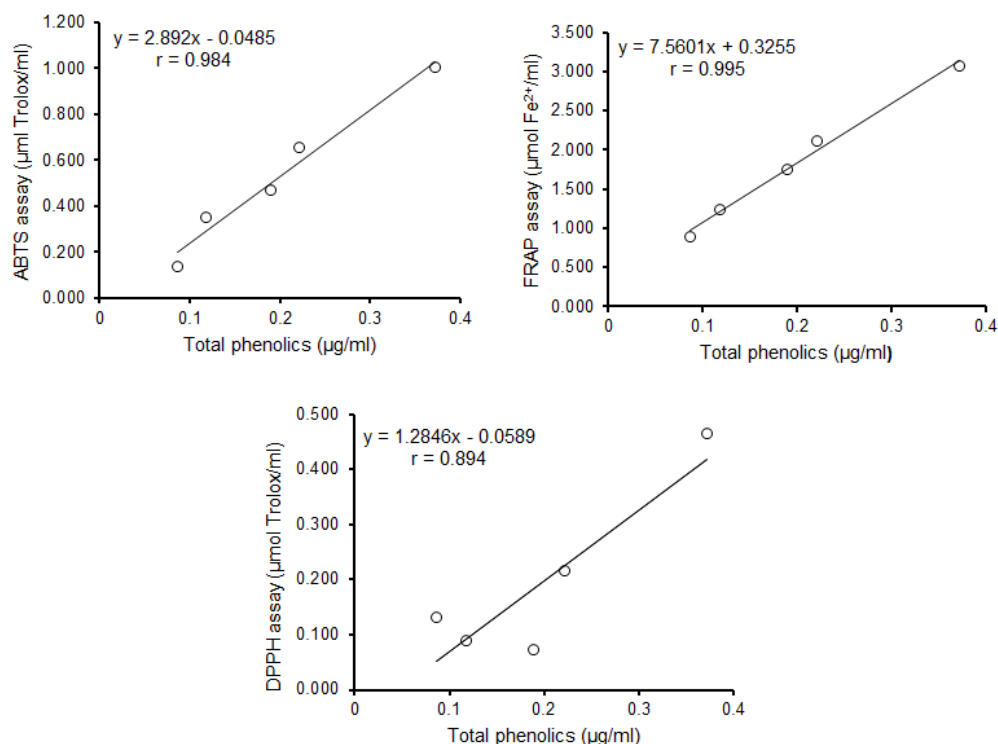 y = 2.892x - 0.0485
r = 0.984
ABTS assay (µml Trolox/ml)
1.200
1.000
0.800
0.600
0.400
0.200
0.000
0 0.1 0.2 0.3 0.4
Total phenolics (µg/ml)
y = 7.5601x + 0.3255
r = 0.995
FRAP assay (µmol Fe²⁺/ml)
3.500
3.000
2.500
2.000
1.500
1.000
0.500
0.000
0 0.1 0.2 0.3 0.4
Total phenolics (µg/ml)
y = 1.2846x - 0.0589
r = 0.894
DPPH assay (µmol Trolox/ml)
0.500
0.400
0.300
0.200
0.100
0.000
0 0.1 0.2 0.3 0.4
Total phenolics (µg/ml)